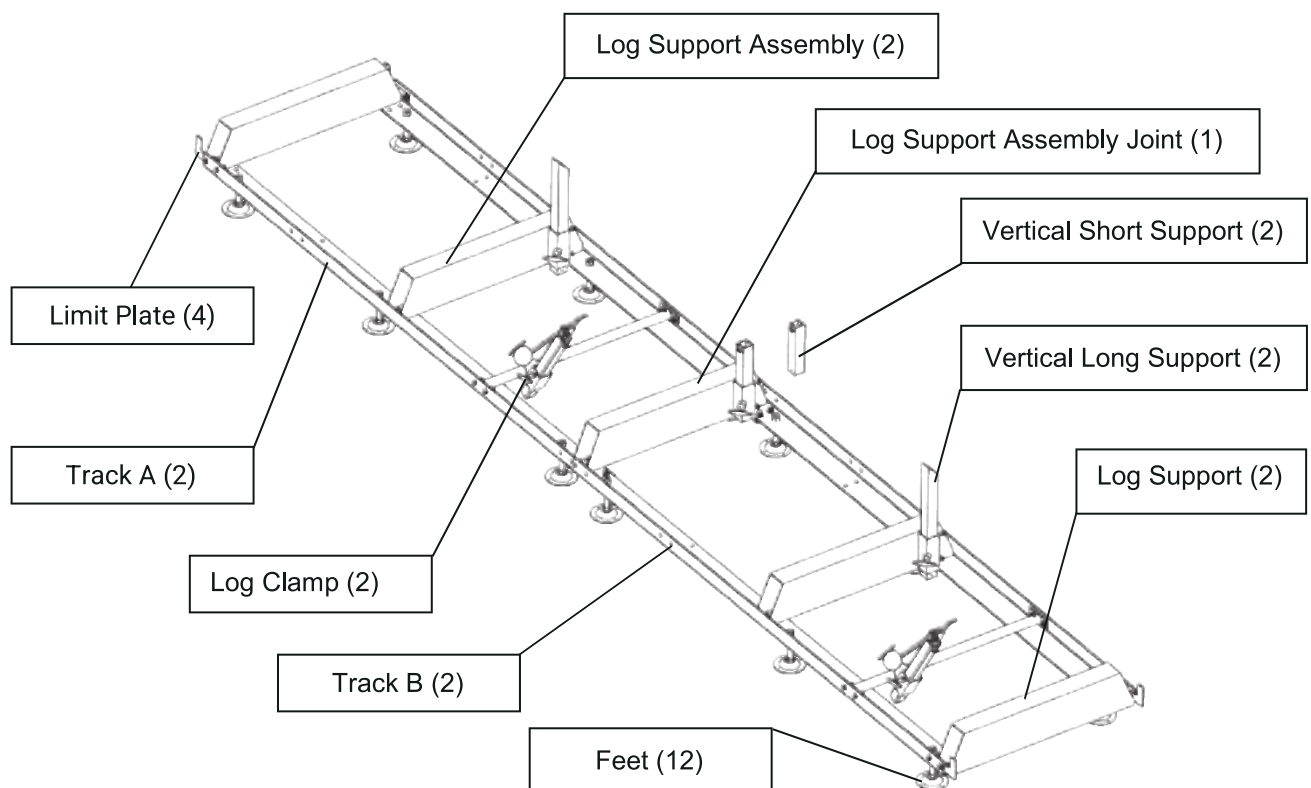 Log Support Assembly (2)
Log Support Assembly Joint (1)
Vertical Short Support (2)
Limit Plate (4)
Vertical Long Support (2)
Track A (2)
Log Support (2)
Log Clamp (2)
Track B (2)
Feet (12)